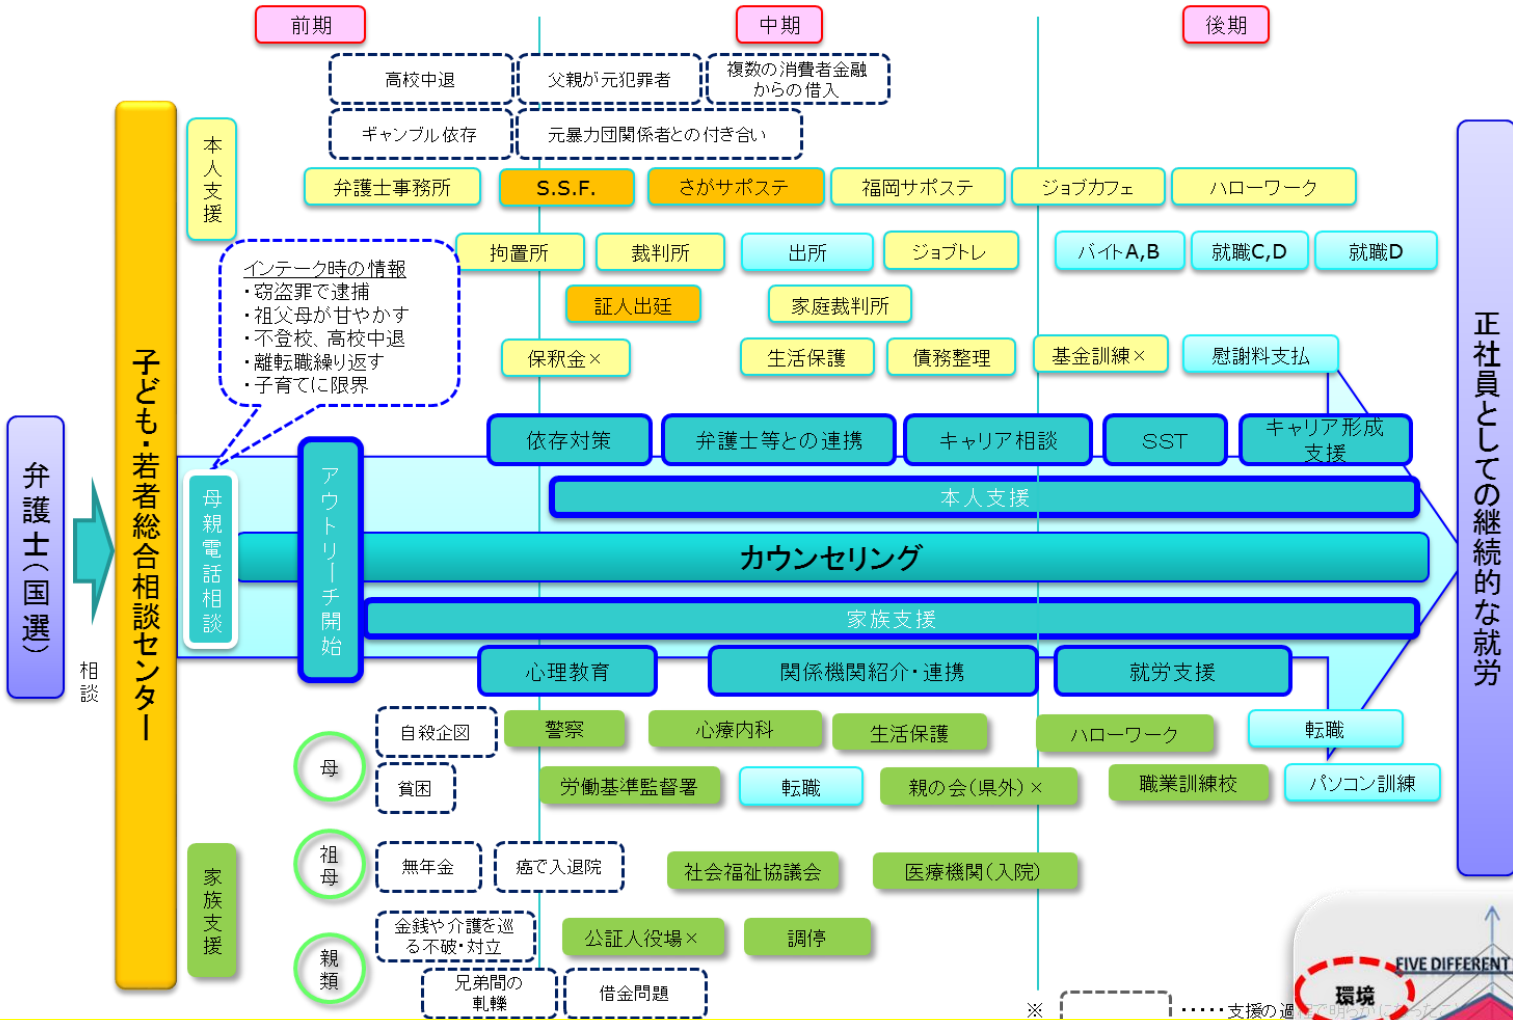 前期
中期
後期
高校中退
父親が元犯罪者
複数の消費者金融
からの借入
ギャンブル依存
元暴力団関係者との付き合い
本人支援
弁護士事務所
S.S.F.
さがサポステ
福岡サポステ
ジョブカフェ
ハローワーク
拘置所
裁判所
出所
ジョブトレ
バイトA,B
就職C,D
就職D
インテーク時の情報
・窃盗罪で逮捕
・祖父母が甘やかす
・不登校、高校中退
・離転職繰り返す
・子育てに限界
証人出廷
家庭裁判所
保釈金×
生活保護
債務整理
基金訓練×
慰謝料支払
弁護士（国選）
相談
子ども・若者総合相談センター
母親電話相談
アウトリーチ開始
依存対策
弁護士等との連携
キャリア相談
SST
キャリア形成
支援
本人支援
カウンセリング
家族支援
心理教育
関係機関紹介・連携
就労支援
正社員としての継続的な就労
家族支援
母
自殺企図
警察
心療内科
生活保護
ハローワーク
転職
貧困
労働基準監督署
転職
親の会(県外)×
職業訓練校
パソコン訓練
祖母
無年金
癌で入退院
社会福祉協議会
医療機関(入院)
親類
金銭や介護を巡
る不破・対立
公証人役場×
調停
兄弟間の
軋轢
借金問題
※
‥‥‥支援の過程で明らかになったこと
FIVE DIFFERENT
環境